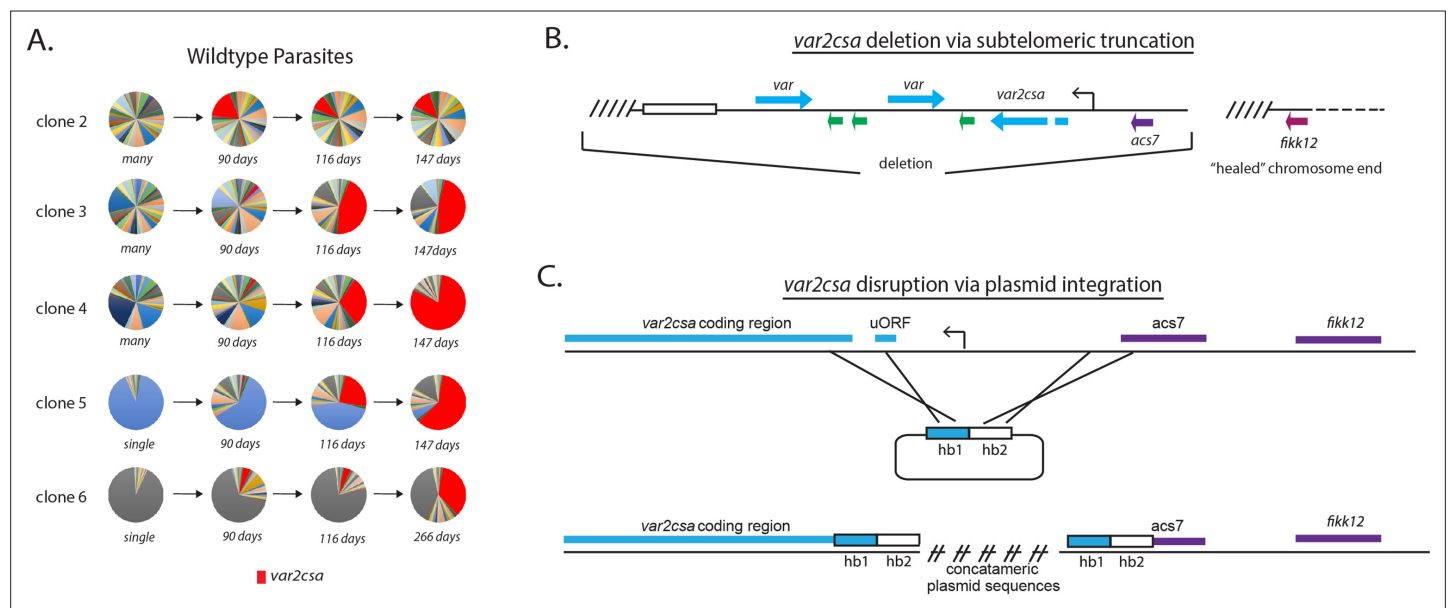 A.
Wildtype Parasites
clone 2
many
90 days
116 days
147 days
clone 3
many
90 days
116 days
147days
clone 4
many
90 days
116 days
147 days
clone 5
single
90 days
116 days
147 days
clone 6
single
90 days
116 days
266 days
var2csa
B.
var2csa deletion via subtelomeric truncation
var
var
var2csa
acs7
fikk12
deletion
"healed" chromosome end
C.
var2csa disruption via plasmid integration
var2csa coding region
uORF
acs7
fikk12
hb1
hb2
var2csa coding region
acs7
fikk12
hb1
hb2
hb1
hb2
concatameric
plasmid sequences